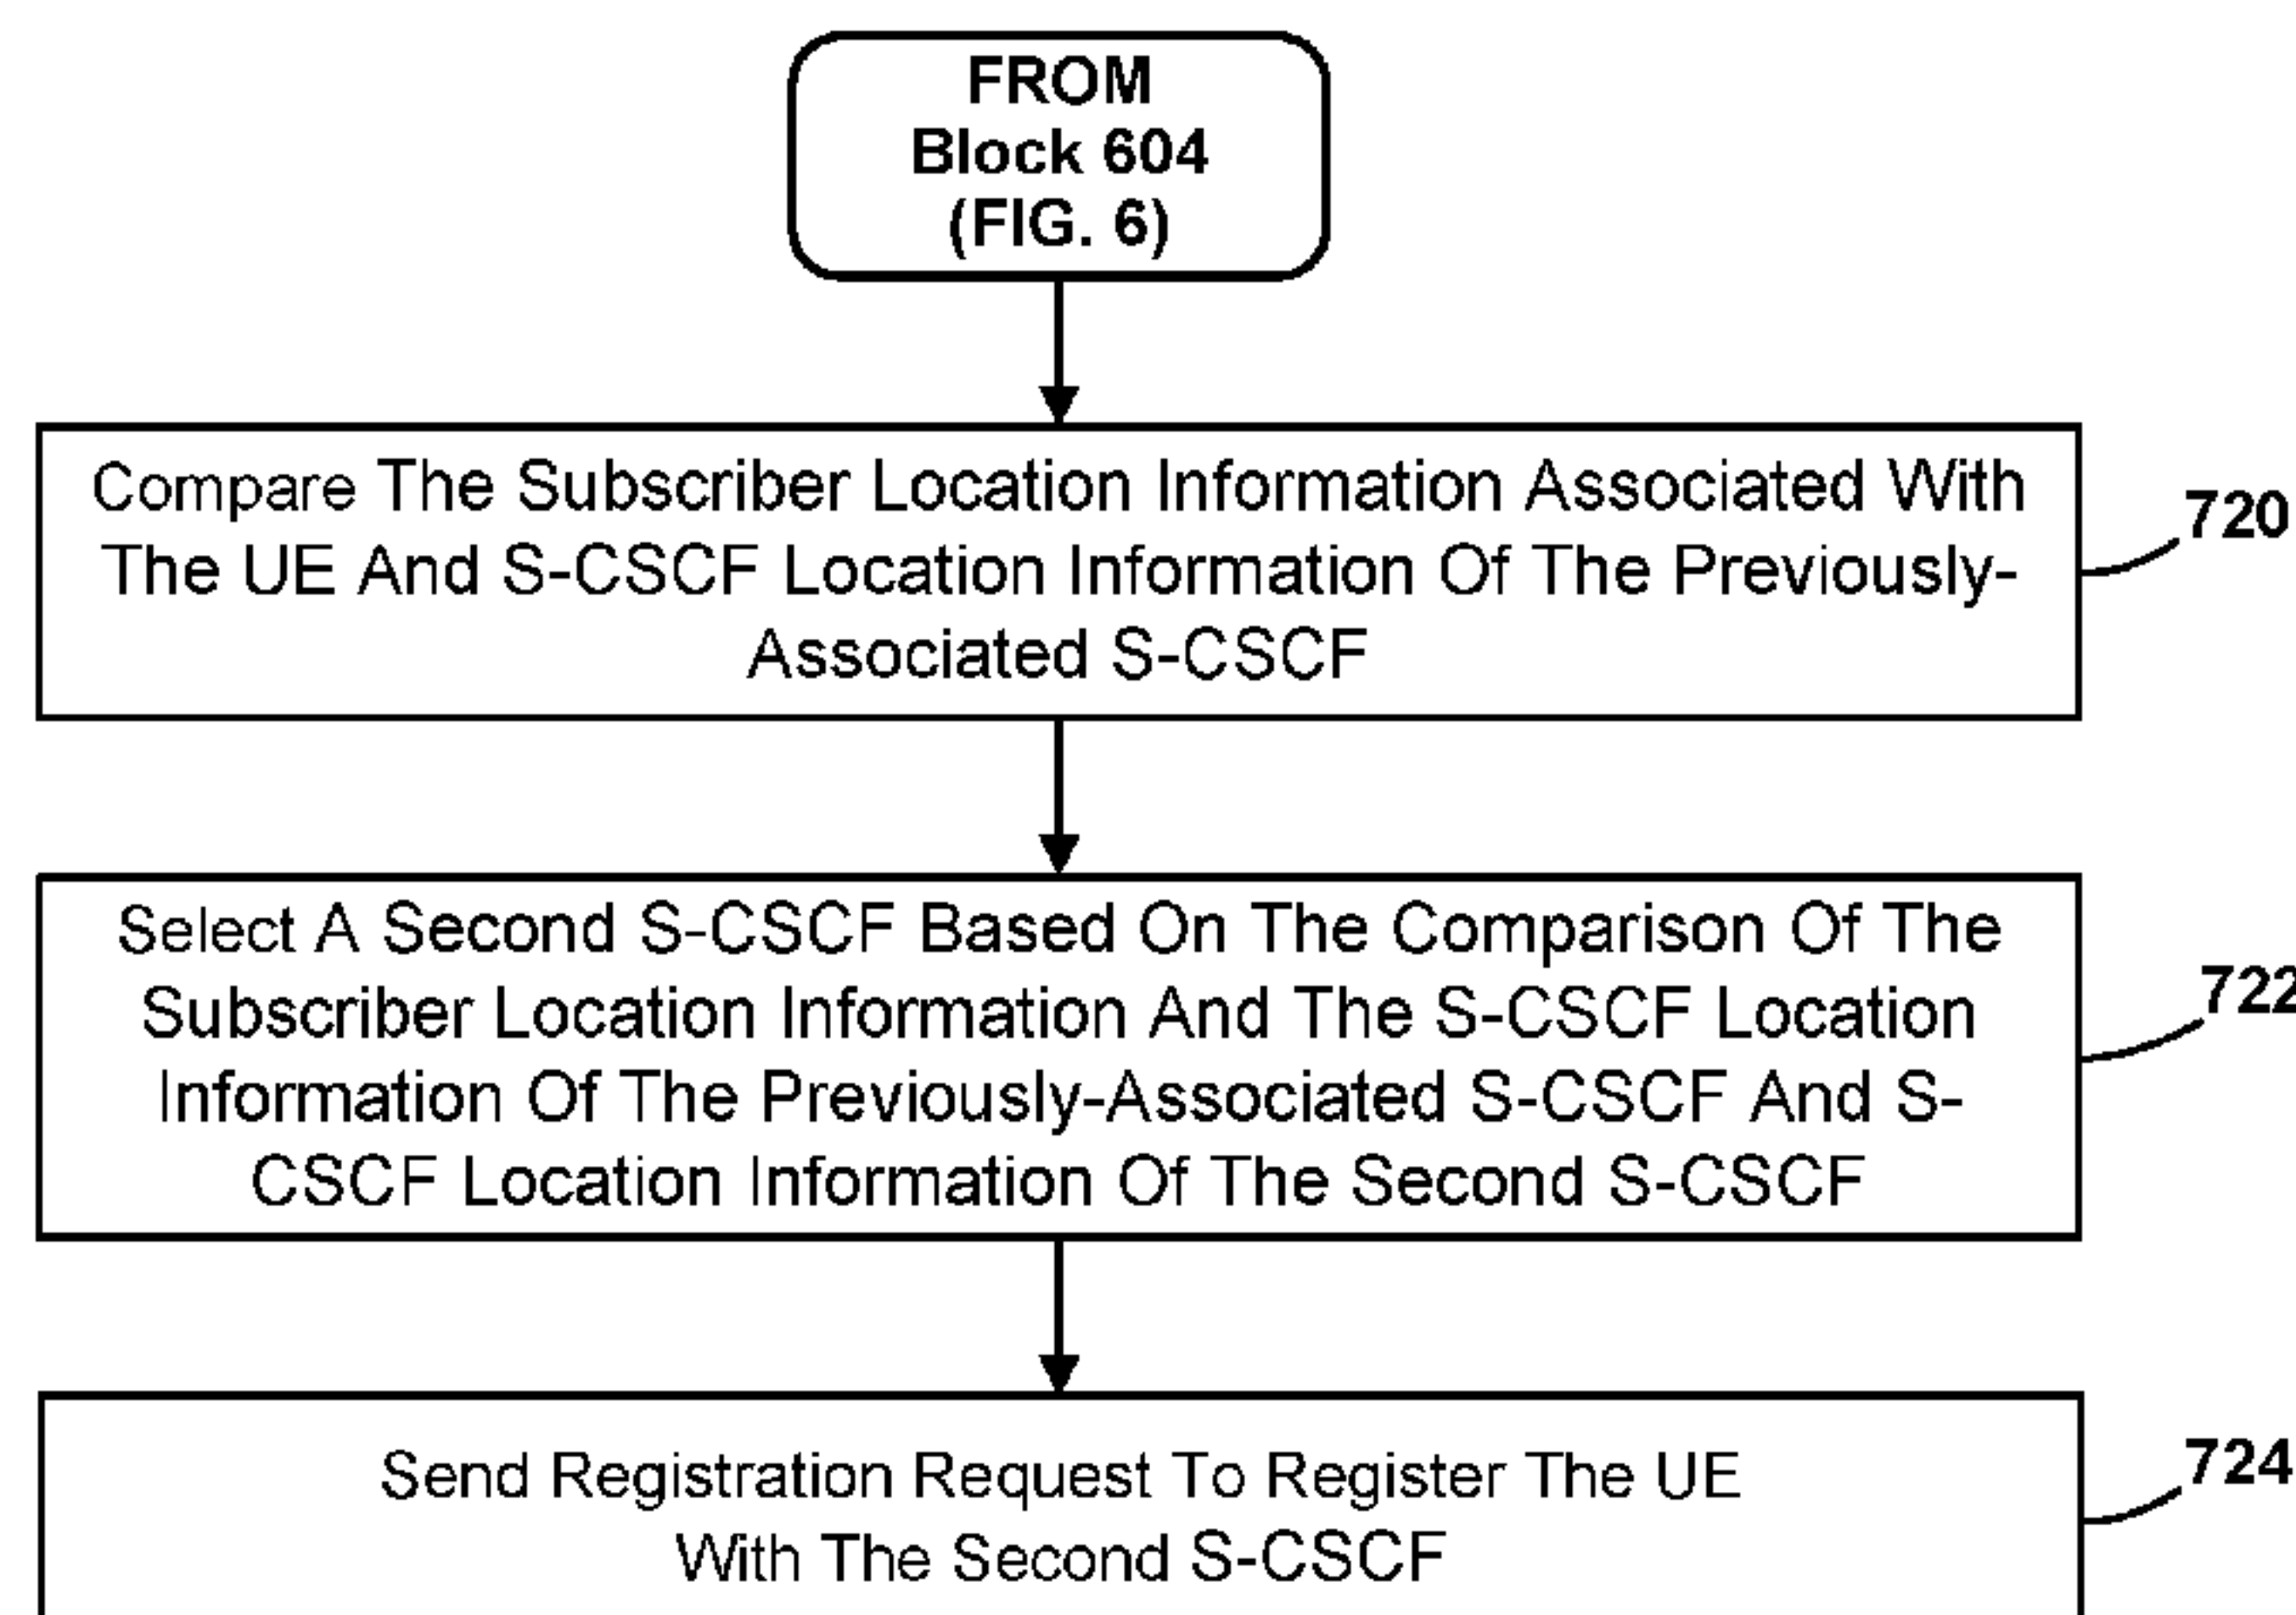 FROM
Block 604
(FIG. 6)
Compare The Subscriber Location Information Associated With
The UE And S-CSCF Location Information Of The Previously-
Associated S-CSCF
720
Select A Second S-CSCF Based On The Comparison Of The
Subscriber Location Information And The S-CSCF Location
Information Of The Previously-Associated S-CSCF And S-
CSCF Location Information Of The Second S-CSCF
722
Send Registration Request To Register The UE
With The Second S-CSCF
724